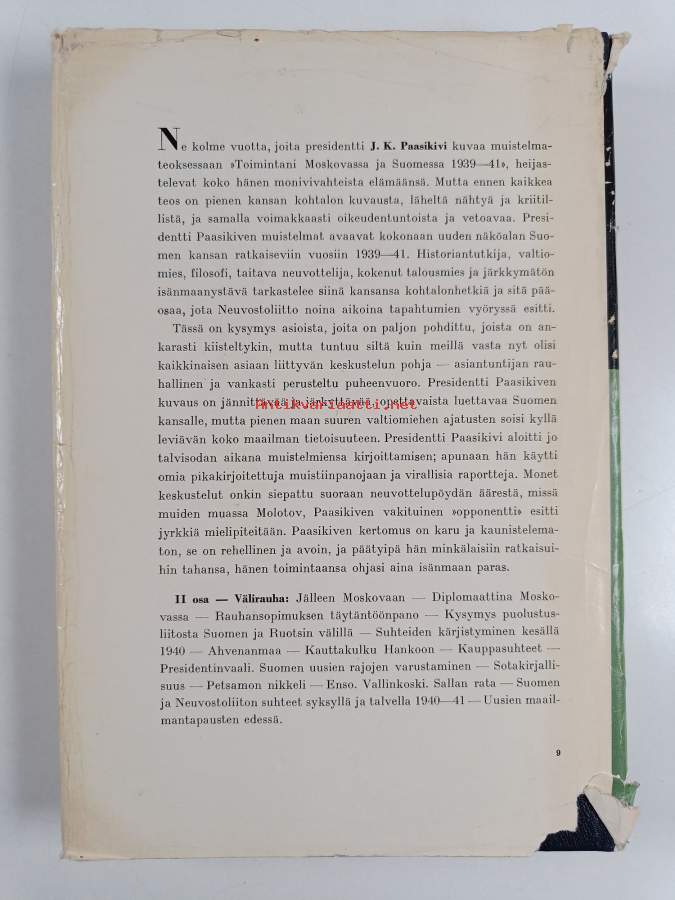 Ne kolme vuotta, joita presidentti J. K. Paasikivi kuvaa muistelma-
teoksessaan »Toimintani Moskovassa ja Suomessa 1939—41», heijas-
televat koko hänen monivivahteista elämäänsä. Mutta ennen kaikkea
teos on pienen kansan kohtalon kuvausta, läheltä nähtyä ja kriitil-
listä, ja samalla voimakkaasti oikeudentuntoista ja vetoavaa. Presi-
dentti Paasikiven muistelmat avaavat kokonaan uuden näköalan Suo-
men kansan ratkaiseviin vuosiin 1939—41. Historiantutkija, valtio-
mies, filosofi, taitava neuvottelija, kokenut talousmies ja järkkymätön
isänmaanystävä tarkastelee siinä kansansa kohtalonhetkiä ja sitä pää-
osaa, jota Neuvostoliitto noina aikoina tapahtumien vyöryssä esitti.
Tässä on kysymys asioista, joita on paljon pohdittu, joista on an-
karasti kiisteltykin, mutta tuntuu siltä kuin meillä vasta nyt olisi
kaikkinaisen asiaan liittyvän keskustelun pohja — asiantuntijan rau-
hallinen ja vankasti perusteltu puheenvuoro. Presidentti Paasikiven
kuvaus on jännittävää ja järkyttävää, opettavaista luettavaa Suomen
Antikvariaatti.net
kansalle, mutta pienen maan suuren valtiomiehen ajatusten soisi kyllä
leviävän koko maailman tietoisuuteen. Presidentti Paasikivi aloitti jo
talvisodan aikana muistelmiensa kirjoittamisen; apunaan hän käytti
omia pikakirjoitettuja muistiinpanojaan ja virallisia raportteja. Monet
keskustelut onkin siepattu suoraan neuvottelupöydän äärestä, missä
muiden muassa Molotov, Paasikiven vakituinen »opponentti» esitti
jyrkkiä mielipiteitään. Paasikiven kertomus on karu ja kaunistelema-
ton, se on rehellinen ja avoin, ja päätyipä hän minkälaisiin ratkaisui-
hin tahansa, hänen toimintaansa ohjasi aina isänmaan paras.
II osa — Välirauha: Jälleen Moskovaan — Diplomaattina Mosko-
vassa — Rauhansopimuksen täytäntöönpano — Kysymys puolustus-
liitosta Suomen ja Ruotsin välillä — Suhteiden kärjistyminen kesällä
1940 — Ahvenanmaa — Kauttakulku Hankoon — Kauppasuhteet —
Presidentinvaali. Suomen uusien rajojen varustaminen — Sotakirjalli-
suus — Petsamon nikkeli — Enso. Vallinkoski. Sallan rata — Suomen
ja Neuvostoliiton suhteet syksyllä ja talvella 1940—41 — Uusien maail-
mantapausten edessä.
9